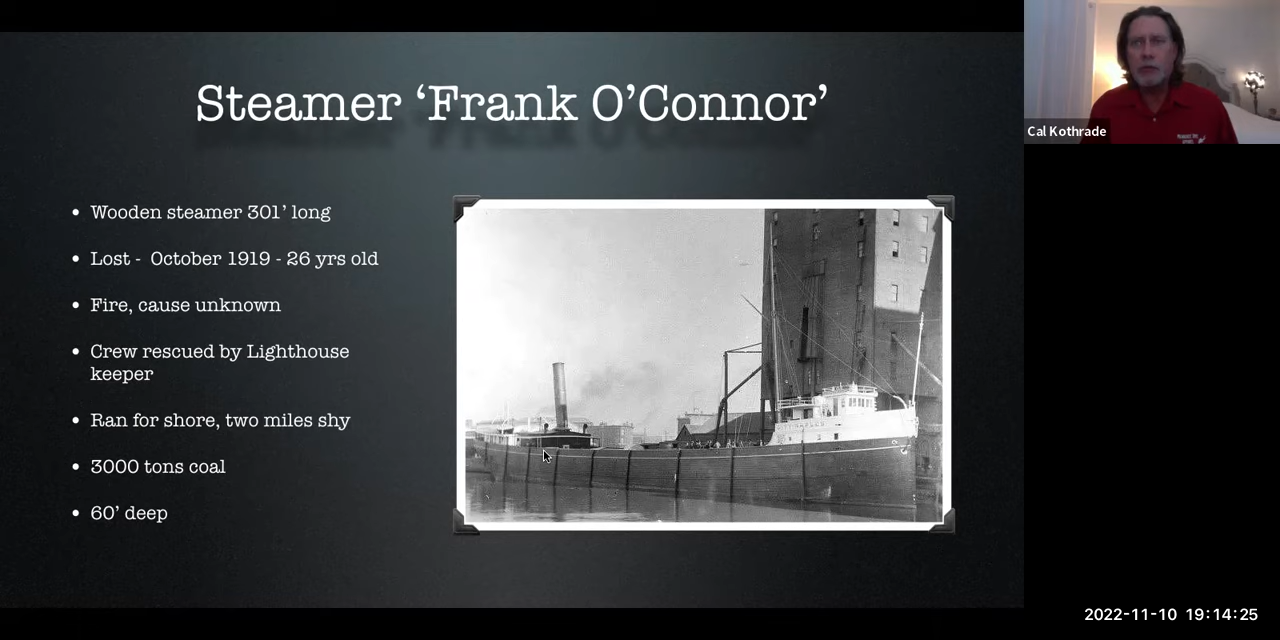 Steamer ‘Frank O’Connor’
• Wooden steamer 301’ long
• Lost - October 1919 - 26 yrs old
• Fire, cause unknown
• Crew rescued by Lighthouse
keeper
• Ran for shore, two miles shy
• 3000 tons coal
• 60’ deep
Cal Kothrade
2022-11-10 19:14:25